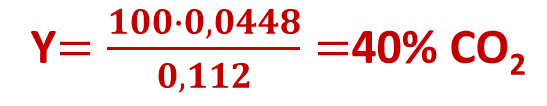 Y= 100·0,0448 / 0,112 =40% CO₂